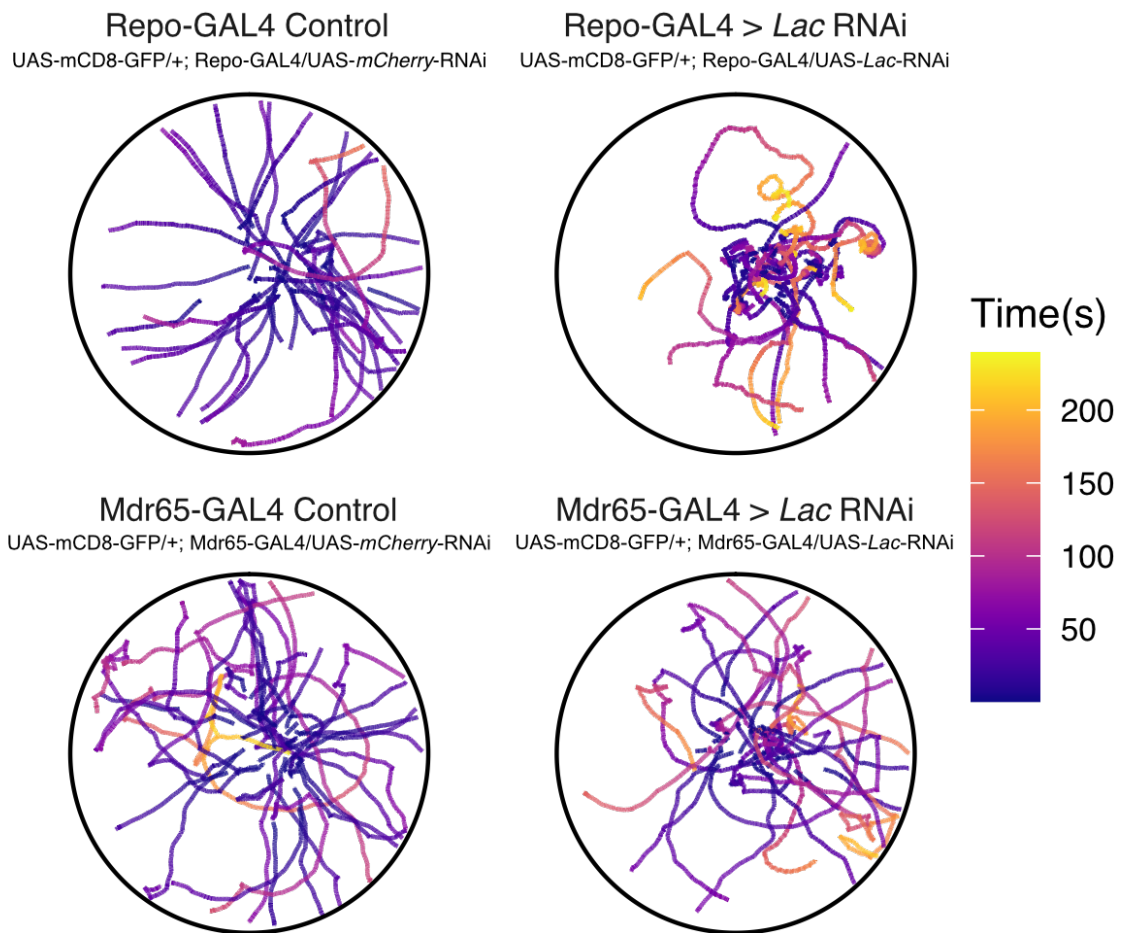 Repo-GAL4 Control
UAS-mCD8-GFP/+; Repo-GAL4/UAS-mCherry-RNAi
Repo-GAL4 > Lac RNAi
UAS-mCD8-GFP/+; Repo-GAL4/UAS-Lac-RNAi
Time(s)
200
150
100
50
Mdr65-GAL4 Control
UAS-mCD8-GFP/+; Mdr65-GAL4/UAS-mCherry-RNAi
Mdr65-GAL4 > Lac RNAi
UAS-mCD8-GFP/+; Mdr65-GAL4/UAS-Lac-RNAi